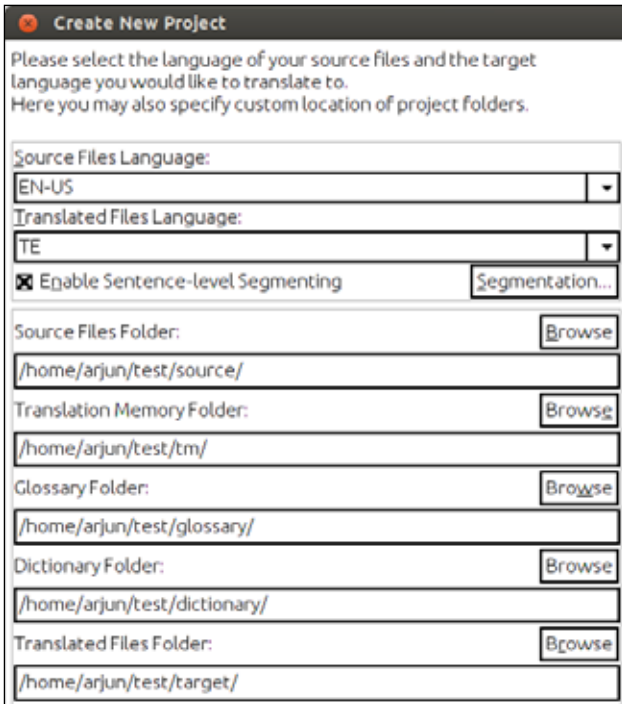 Create New Project
Please select the language of your source files and the target
language you would like to translate to.
Here you may also specify custom location of project folders.
Source Files Language:
EN-US
Translated Files Language:
TE
Enable Sentence-level Segmenting Segmentation...
Source Files Folder: Browse
/home/arjun/test/source/
Translation Memory Folder: Browse
/home/arjun/test/tm/
Glossary Folder: Browse
/home/arjun/test/glossary/
Dictionary Folder: Browse
/home/arjun/test/dictionary/
Translated Files Folder: Browse
/home/arjun/test/target/